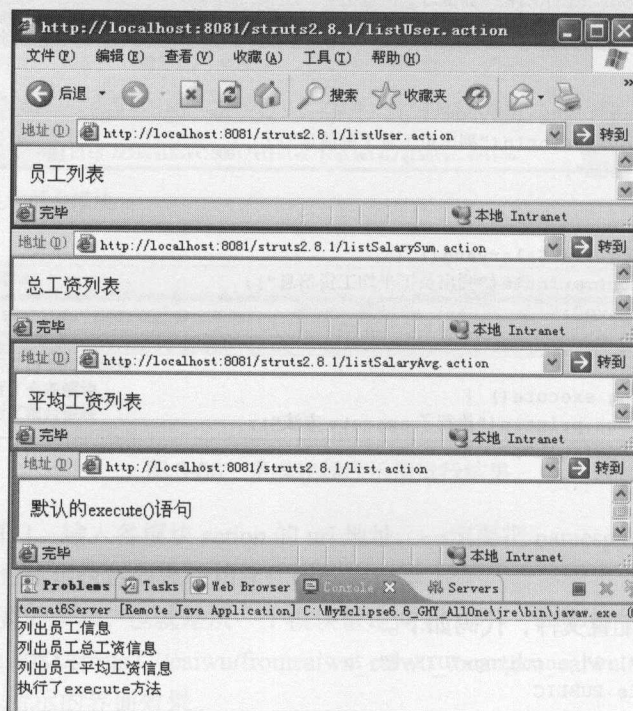 http://localhost:8081/struts2.8.1/listUser.action
文件(F) 编辑(E) 查看(V) 收藏(A) 工具(T) 帮助(H)
后退 搜索 收藏夹
地址(D) http://localhost:8081/struts2.8.1/listUser.action 转到
员工列表
完毕 本地 Intranet
地址(D) http://localhost:8081/struts2.8.1/listSalarySum.action 转到
总工资列表
完毕 本地 Intranet
地址(D) http://localhost:8081/struts2.8.1/listSalaryAvg.action 转到
平均工资列表
完毕 本地 Intranet
地址(D) http://localhost:8081/struts2.8.1/list.action 转到
默认的execute()语句
完毕 本地 Intranet
Problems Tasks Web Browser Console Servers
tomcat6Server [Remote Java Application] C:\MyEclipse6.6_GHY_AllOne\jre\bin\javaw.exe (
列出员工信息
列出员工总工资信息
列出员工平均工资信息
执行了execute方法